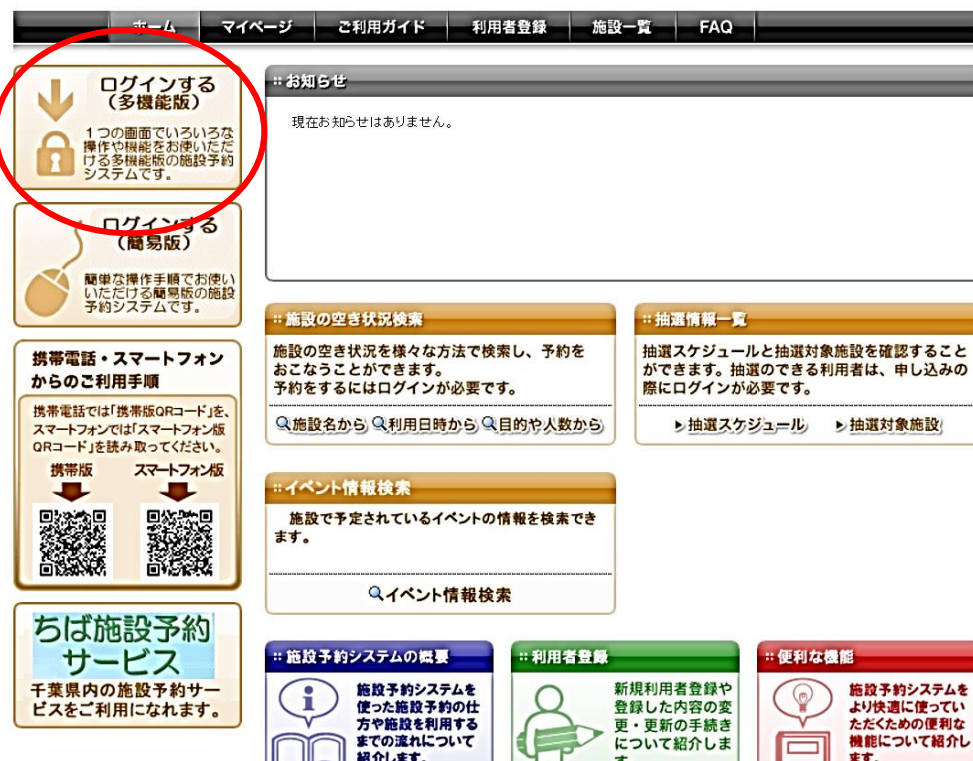 ホーム マイページ ご利用ガイド 利用者登録 施設一覧 FAQ
ログインする
（多機能版）
１つの画面でいろいろな
操作や機能をお使いただ
ける多機能版の施設予約
システムです。
ログインする
（簡易版）
簡単な操作手順でお使い
いただける簡易版の施設
予約システムです。
携帯電話・スマートフォン
からのご利用手順
携帯電話では「携帯版QRコード」を、
スマートフォンでは「スマートフォン版
QRコード」を読み取ってください。
携帯版 スマートフォン版
ちば施設予約
サービス
千葉県内の施設予約サー
ビスをご利用になれます。
お知らせ
現在お知らせはありません。
施設の空き状況検索
施設の空き状況を様々な方法で検索し、予約を
おこなうことができます。
予約をするにはログインが必要です。
施設名から 利用日時から 目的や人数から
抽選情報一覧
抽選スケジュールと抽選対象施設を確認すること
ができます。抽選のできる利用者は、申し込みの
際にログインが必要です。
抽選スケジュール 抽選対象施設
イベント情報検索
施設で予定されているイベントの情報を検索でき
ます。
イベント情報検索
施設予約システムの概要
施設予約システムを
使った施設予約の仕
方や施設を利用する
までの流れについて
紹介します。
利用者登録
新規利用者登録や
登録した内容の変
更・更新の手続き
について紹介しま
す。
便利な機能
施設予約システムを
より快適に使ってい
ただくための便利な
機能について紹介し
ます。